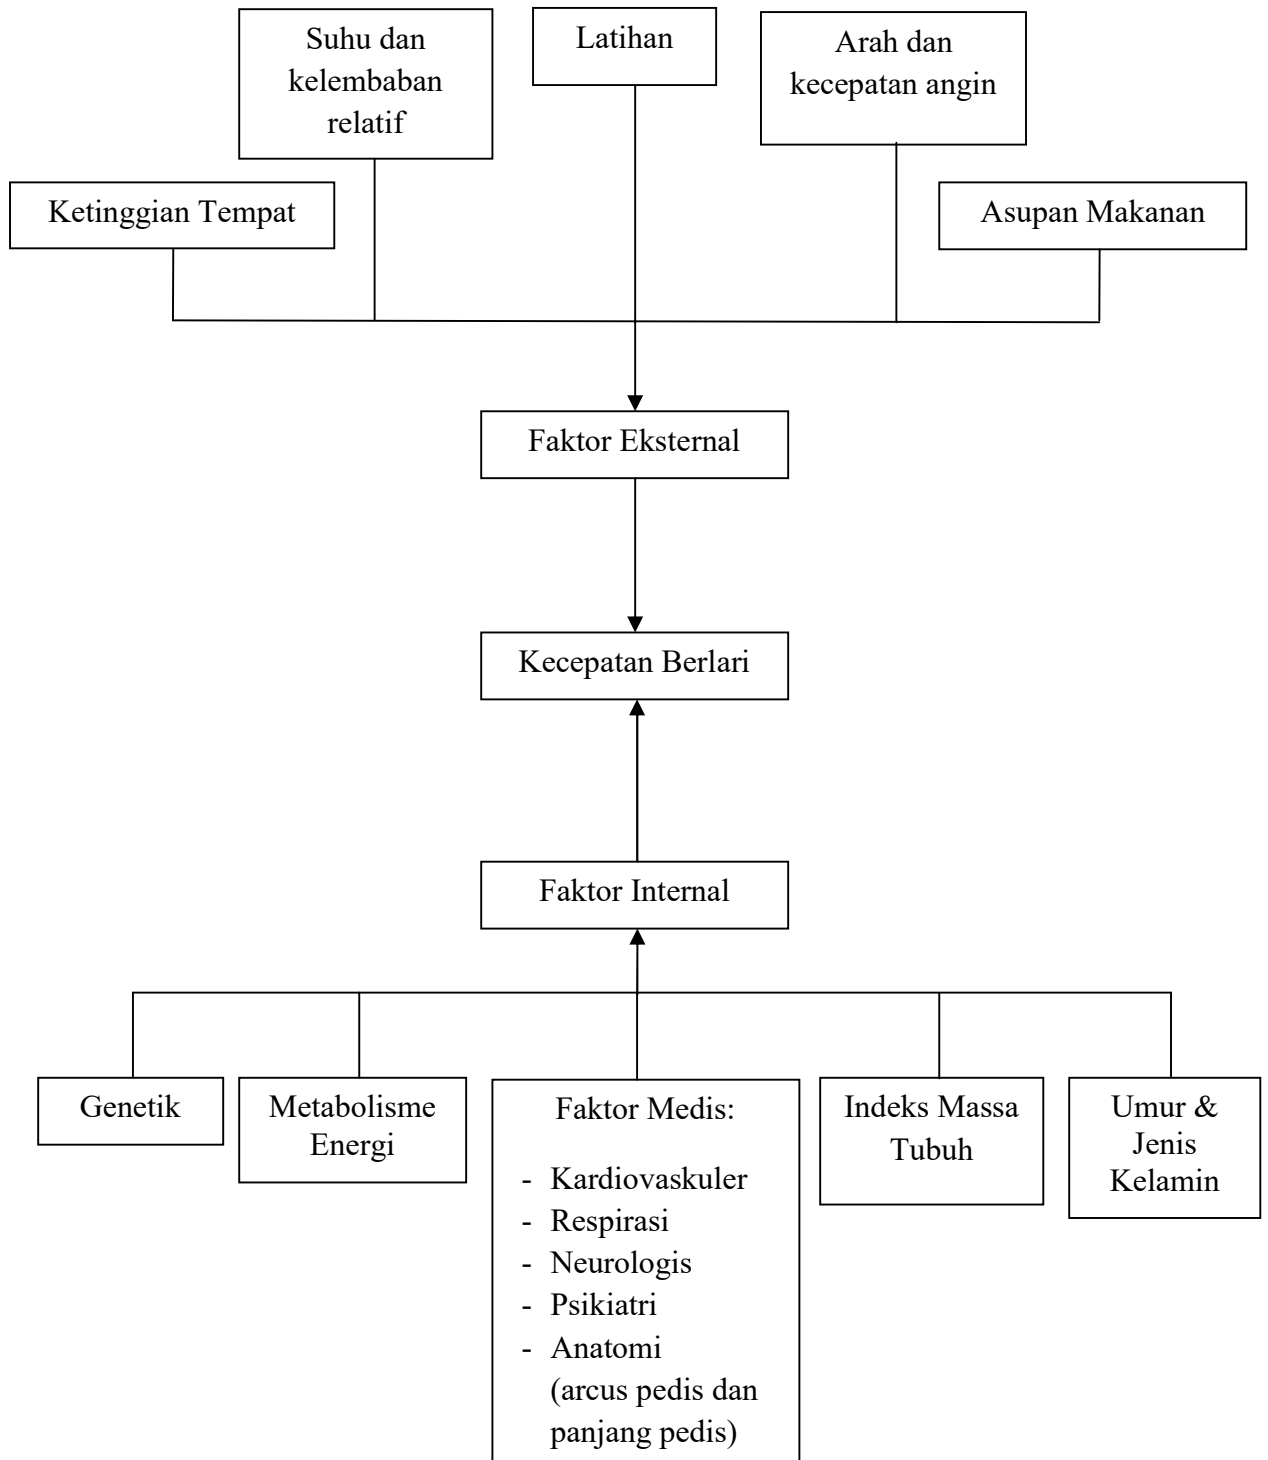 Suhu dan
kelembaban
relatif
Latihan
Arah dan
kecepatan angin
Ketinggian Tempat
Asupan Makanan
Faktor Eksternal
Kecepatan Berlari
Faktor Internal
Genetik
Metabolisme
Energi
Faktor Medis:
- Kardiovaskuler
- Respirasi
- Neurologis
- Psikiatri
- Anatomi
(arcus pedis dan
panjang pedis)
Indeks Massa
Tubuh
Umur &
Jenis
Kelamin